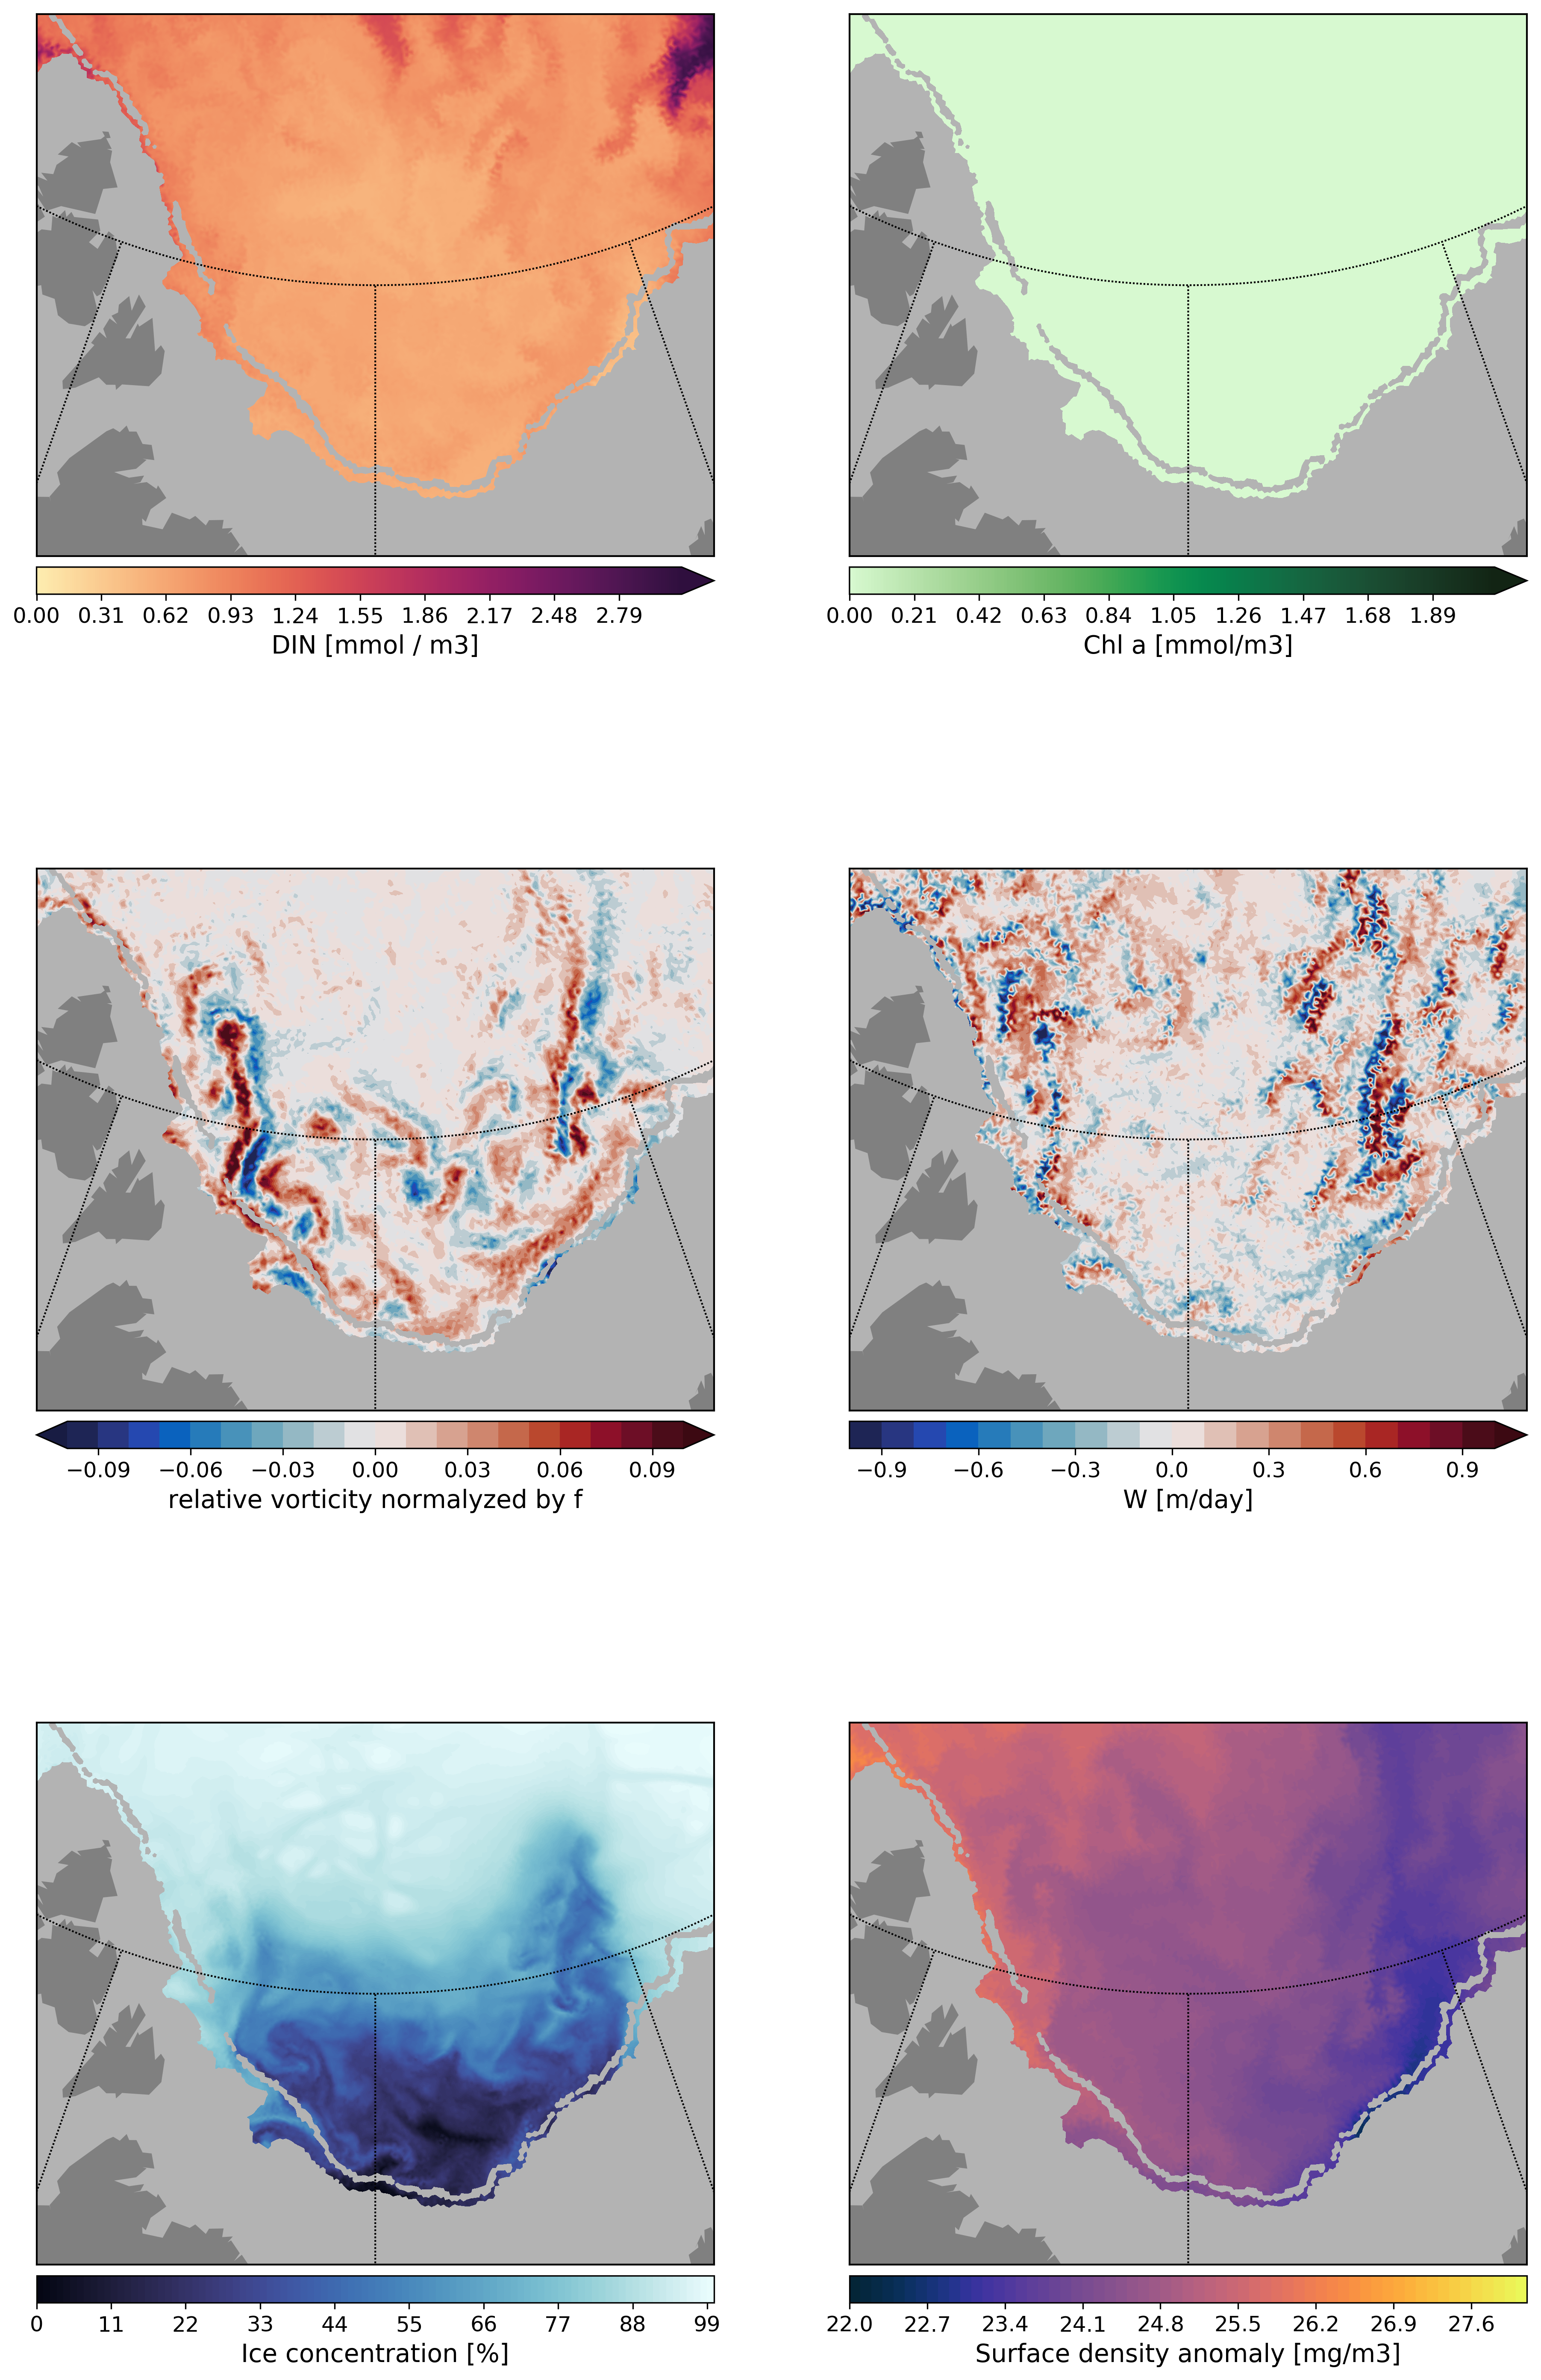 0.00 0.31 0.62 0.93 1.24 1.55 1.86 2.17 2.48 2.79
DIN [mmol / m3]
0.00 0.21 0.42 0.63 0.84 1.05 1.26 1.47 1.68 1.89
Chl a [mmol/m3]
−0.09 −0.06 −0.03 0.00 0.03 0.06 0.09
relative vorticity normalyzed by f
−0.9 −0.6 −0.3 0.0 0.3 0.6 0.9
W [m/day]
0 11 22 33 44 55 66 77 88 99
Ice concentration [%]
22.0 22.7 23.4 24.1 24.8 25.5 26.2 26.9 27.6
Surface density anomaly [mg/m3]